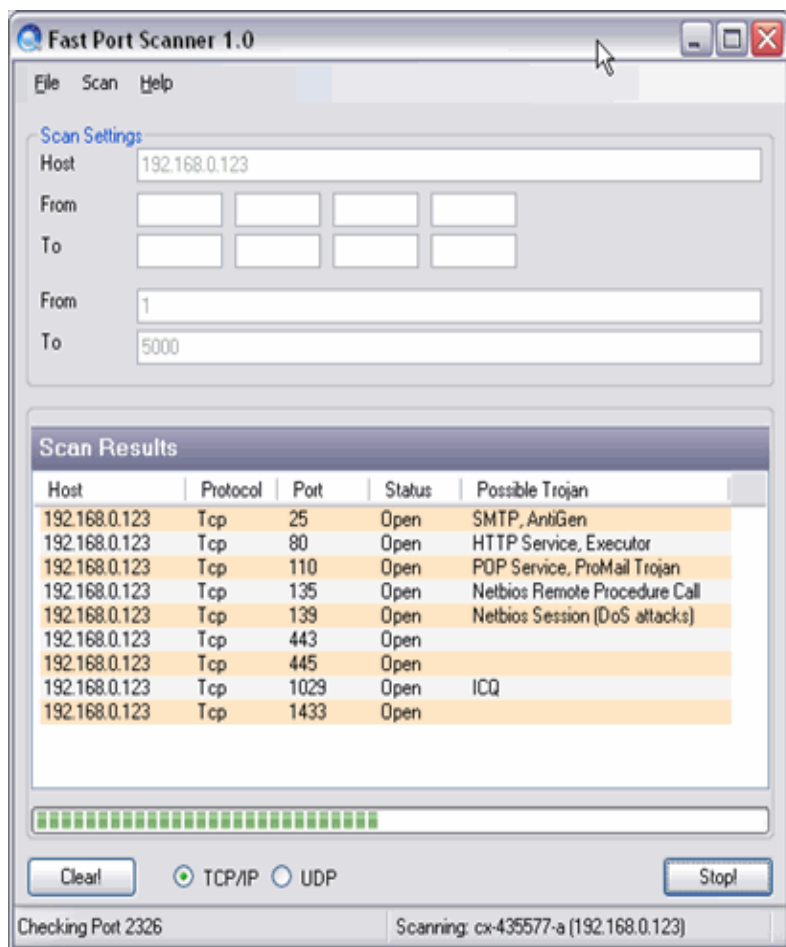 Fast Port Scanner 1.0
File Scan Help
Scan Settings
Host 192.168.0.123
From
To
From 1
To 5000
Scan Results
Host Protocol Port Status Possible Trojan
192.168.0.123 Tcp 25 Open SMTP, AntiGen
192.168.0.123 Tcp 80 Open HTTP Service, Executor
192.168.0.123 Tcp 110 Open POP Service, ProMail Trojan
192.168.0.123 Tcp 135 Open Netbios Remote Procedure Call
192.168.0.123 Tcp 139 Open Netbios Session (DoS attacks)
192.168.0.123 Tcp 443 Open
192.168.0.123 Tcp 445 Open
192.168.0.123 Tcp 1029 Open ICQ
192.168.0.123 Tcp 1433 Open
Clear! TCP/IP UDP Stop!
Checking Port 2326 Scanning: cx-435577-a (192.168.0.123)